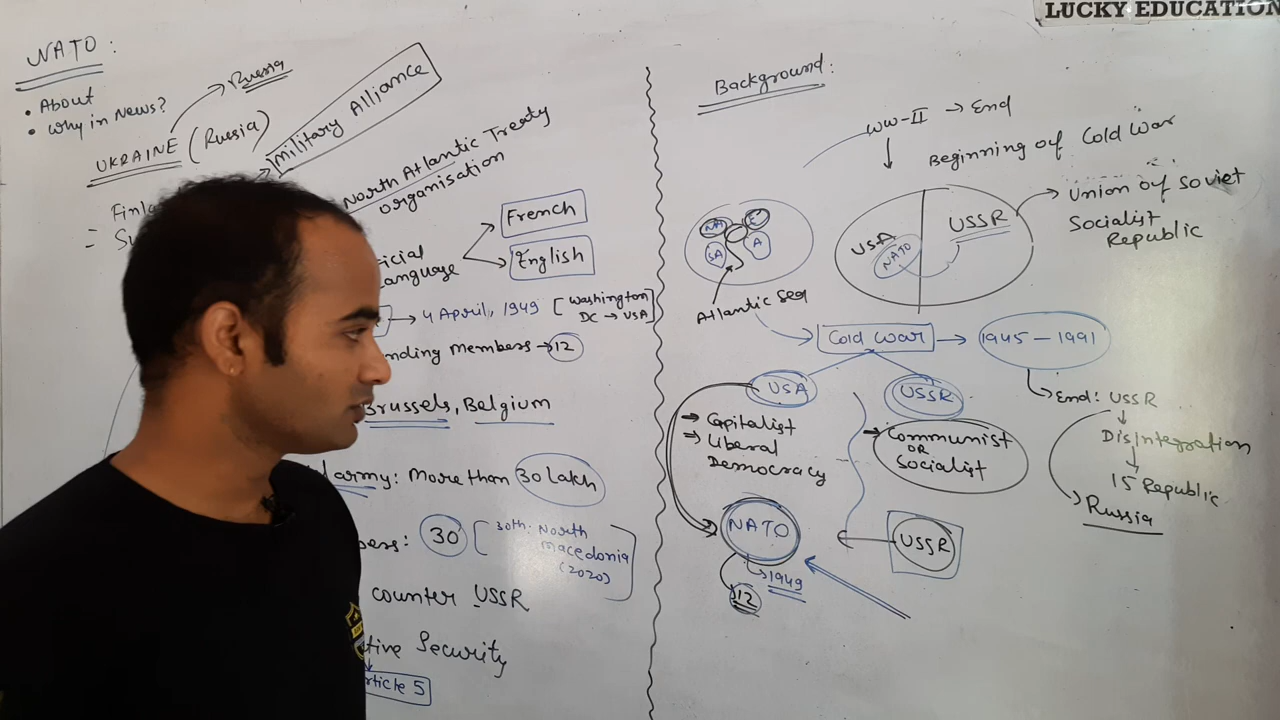 LUCKY EDUCATION
NATO :
• About
• Why in News?
Russia
UKRAINE (Russia)
Military Alliance
North Atlantic Treaty
organisation
French
English
4 April, 1949 [Washington
DC → USA]
Members → 12
Brussels, Belgium
army: More than 30 Lakh
30 [30th: North
Macedonia
(2020)]
counter USSR
Security
Background:
WW-II → End
Beginning of Cold War
USA
NATO
USSR
Union of Soviet
Socialist
Republic
SA
A
Atlantic Sea
Cold War → 1945 - 1991
USA
→ Capitalist
→ Liberal
Democracy
USSR
→ Communist
OR
Socialist
End: USSR
Disintegration
15 Republic
Russia
NATO
1949
12
USSR